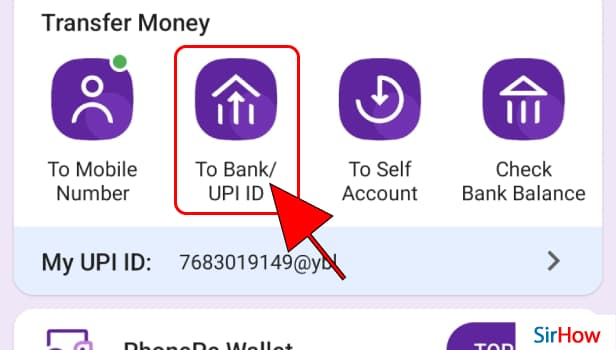 Transfer Money
To Mobile
Number
To Bank/
UPI ID
To Self
Account
Check
Bank Balance
My UPI ID: 7683019149@ybl
PhonePe Wallet
TOP
SirHow